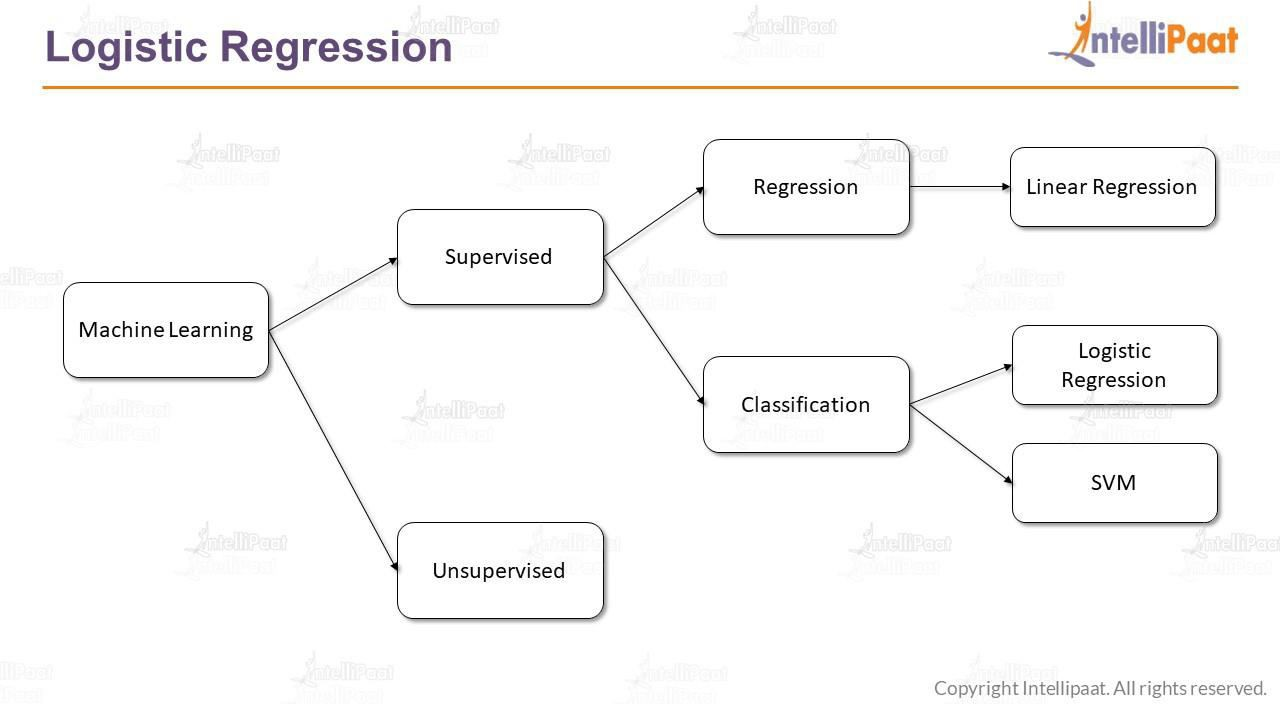 Logistic Regression
IntelliPaat
Regression
Linear Regression
Supervised
Machine Learning
Logistic
Regression
Classification
SVM
Unsupervised
Copyright Intellipaat. All rights reserved.